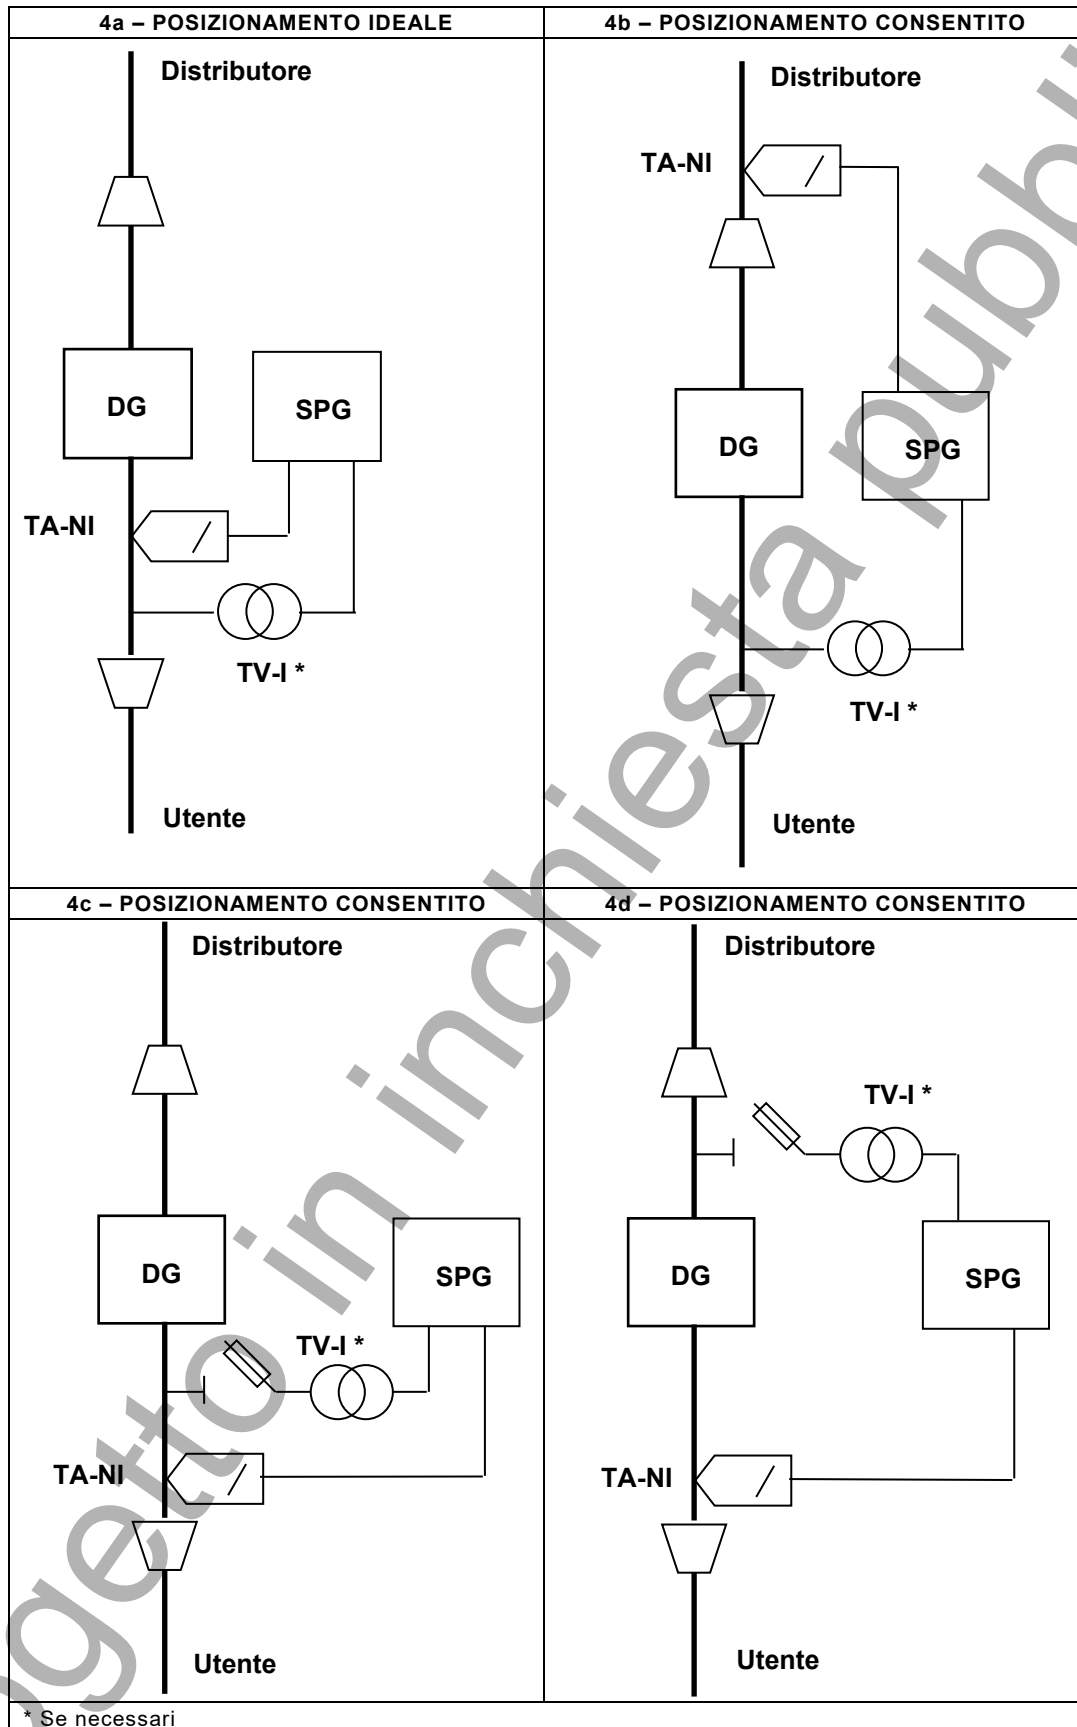 4a – POSIZIONAMENTO IDEALE
Distributore
DG
SPG
TA-NI
TV-I *
Utente
4b – POSIZIONAMENTO CONSENTITO
Distributore
TA-NI
DG
SPG
TV-I *
Utente
4c – POSIZIONAMENTO CONSENTITO
Distributore
DG
SPG
TV-I *
TA-NI
Utente
4d – POSIZIONAMENTO CONSENTITO
Distributore
TV-I *
DG
SPG
TA-NI
Utente
* Se necessari
in inchiesta